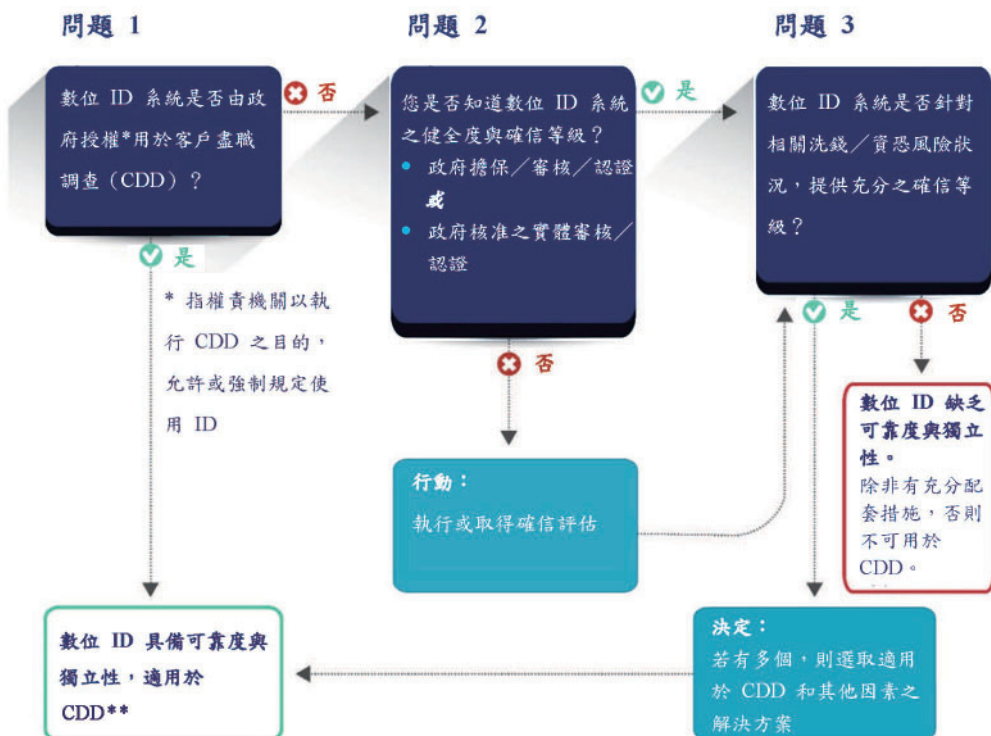 問題 1
數位 ID 系統是否由政
府授權*用於客戶盡職
調查（CDD）？
否
是
* 指權責機關以執
行 CDD 之目的，
允許或強制規定使
用 ID
問題 2
您是否知道數位 ID 系統
之健全度與確信等級？
• 政府擔保／審核／認證
或
• 政府核准之實體審核／
認證
是
否
行動：
執行或取得確信評估
問題 3
數位 ID 系統是否針對
相關洗錢／資恐風險狀
況，提供充分之確信等
級？
是
否
數位 ID 缺乏
可靠度與獨立
性。
除非有充分配
套措施，否則
不可用於
CDD。
決定：
若有多個，則選取適用
於 CDD 和其他因素之
解決方案
數位 ID 具備可靠度與
獨立性，適用於
CDD**